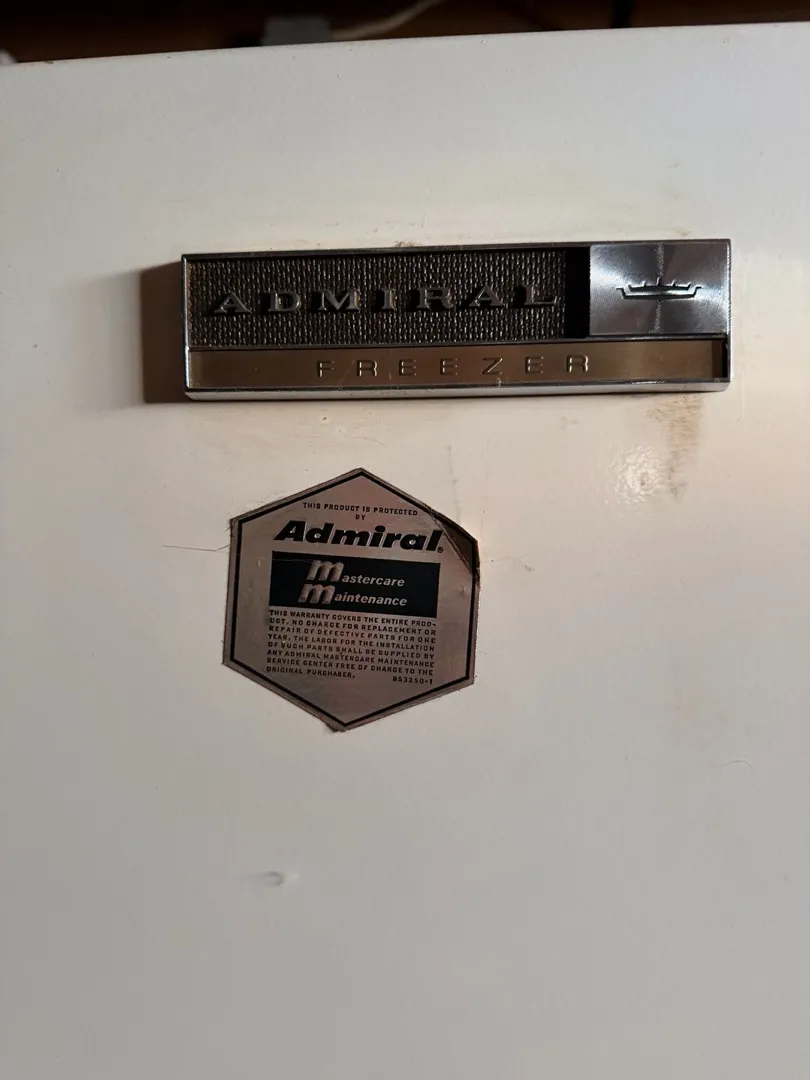 ADMIRAL
FREEZER
THIS PRODUCT IS PROTECTED
BY
Admiral®
Mastercare
Maintenance
THIS WARRANTY COVERS THE ENTIRE PROD-
UCT. NO CHARGE FOR REPLACEMENT OR
REPAIR OF DEFECTIVE PARTS FOR ONE
YEAR. THE LABOR FOR THE INSTALLATION
OF SUCH PARTS SHALL BE SUPPLIED BY
ANY ADMIRAL MASTERCARE MAINTENANCE
SERVICE CENTER FREE OF CHARGE TO THE
ORIGINAL PURCHASER. 853250-1